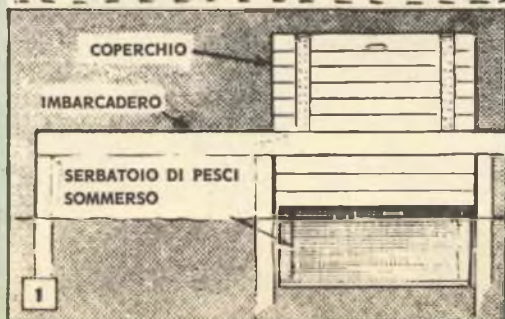 COPERCHIO
IMBARCADERO
SERBATOIO DI PESCI
SOMMERSO
1